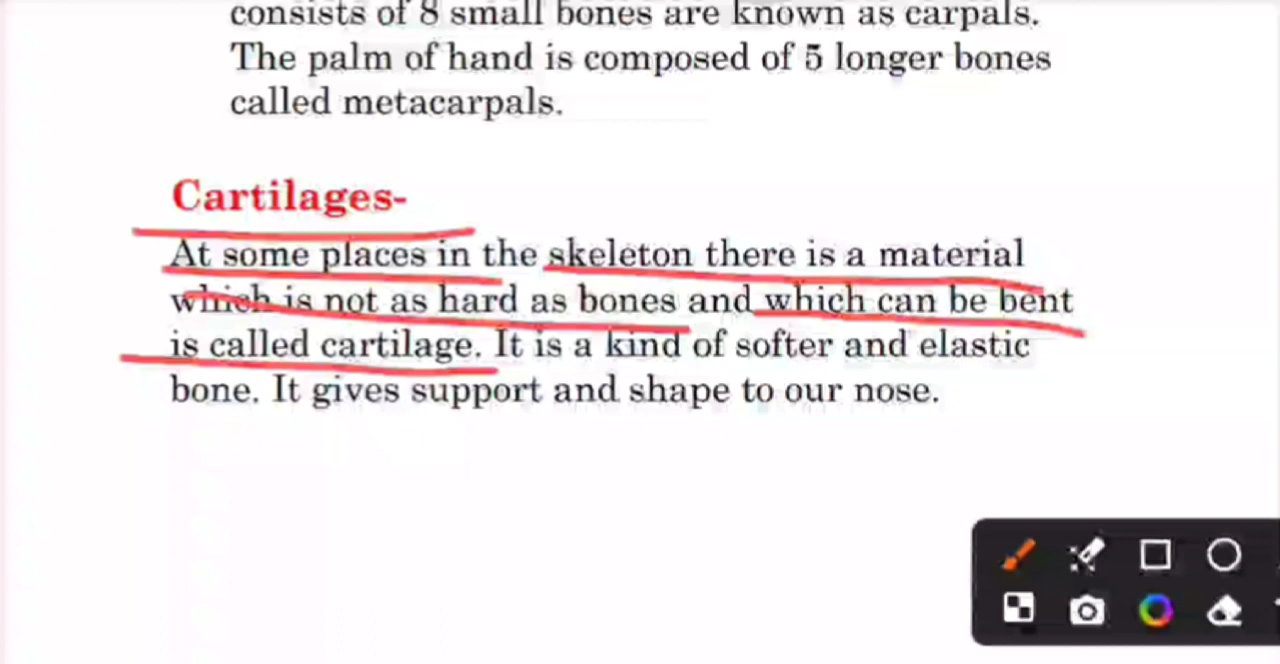 consists of 8 small bones are known as carpals.
The palm of hand is composed of 5 longer bones
called metacarpals.
Cartilages-
At some places in the skeleton there is a material
which is not as hard as bones and which can be bent
is called cartilage. It is a kind of softer and elastic
bone. It gives support and shape to our nose.